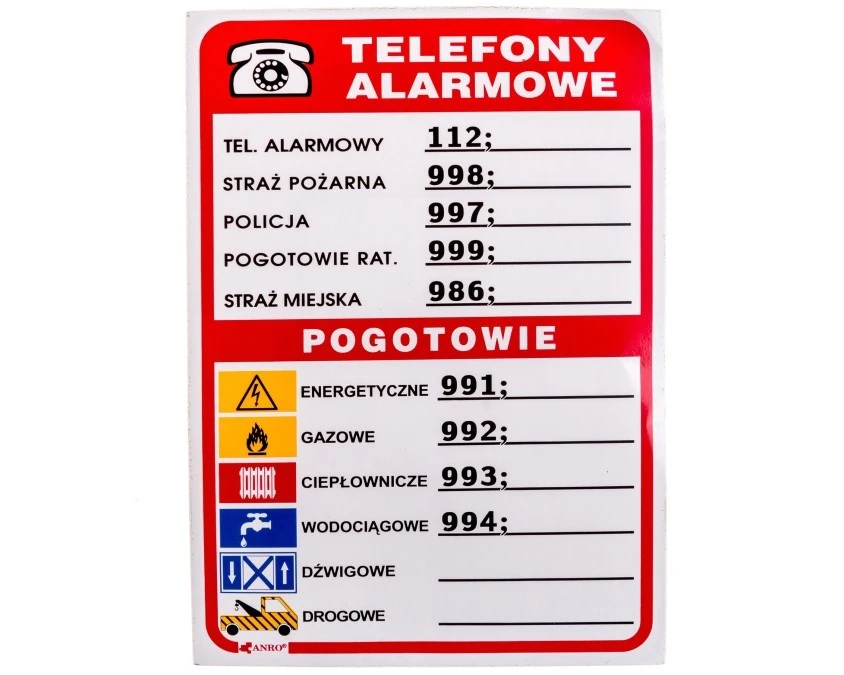 TELEFONY
ALARMOWE
TEL. ALARMOWY 112;
STRAŻ POŻARNA 998;
POLICJA 997;
POGOTOWIE RAT. 999;
STRAŻ MIEJSKA 986;
POGOTOWIE
ENERGETYCZNE 991;
GAZOWE 992;
CIEPŁOWNICZE 993;
WODOCIĄGOWE 994;
DŹWIGOWE
DROGOWE
ANRO®